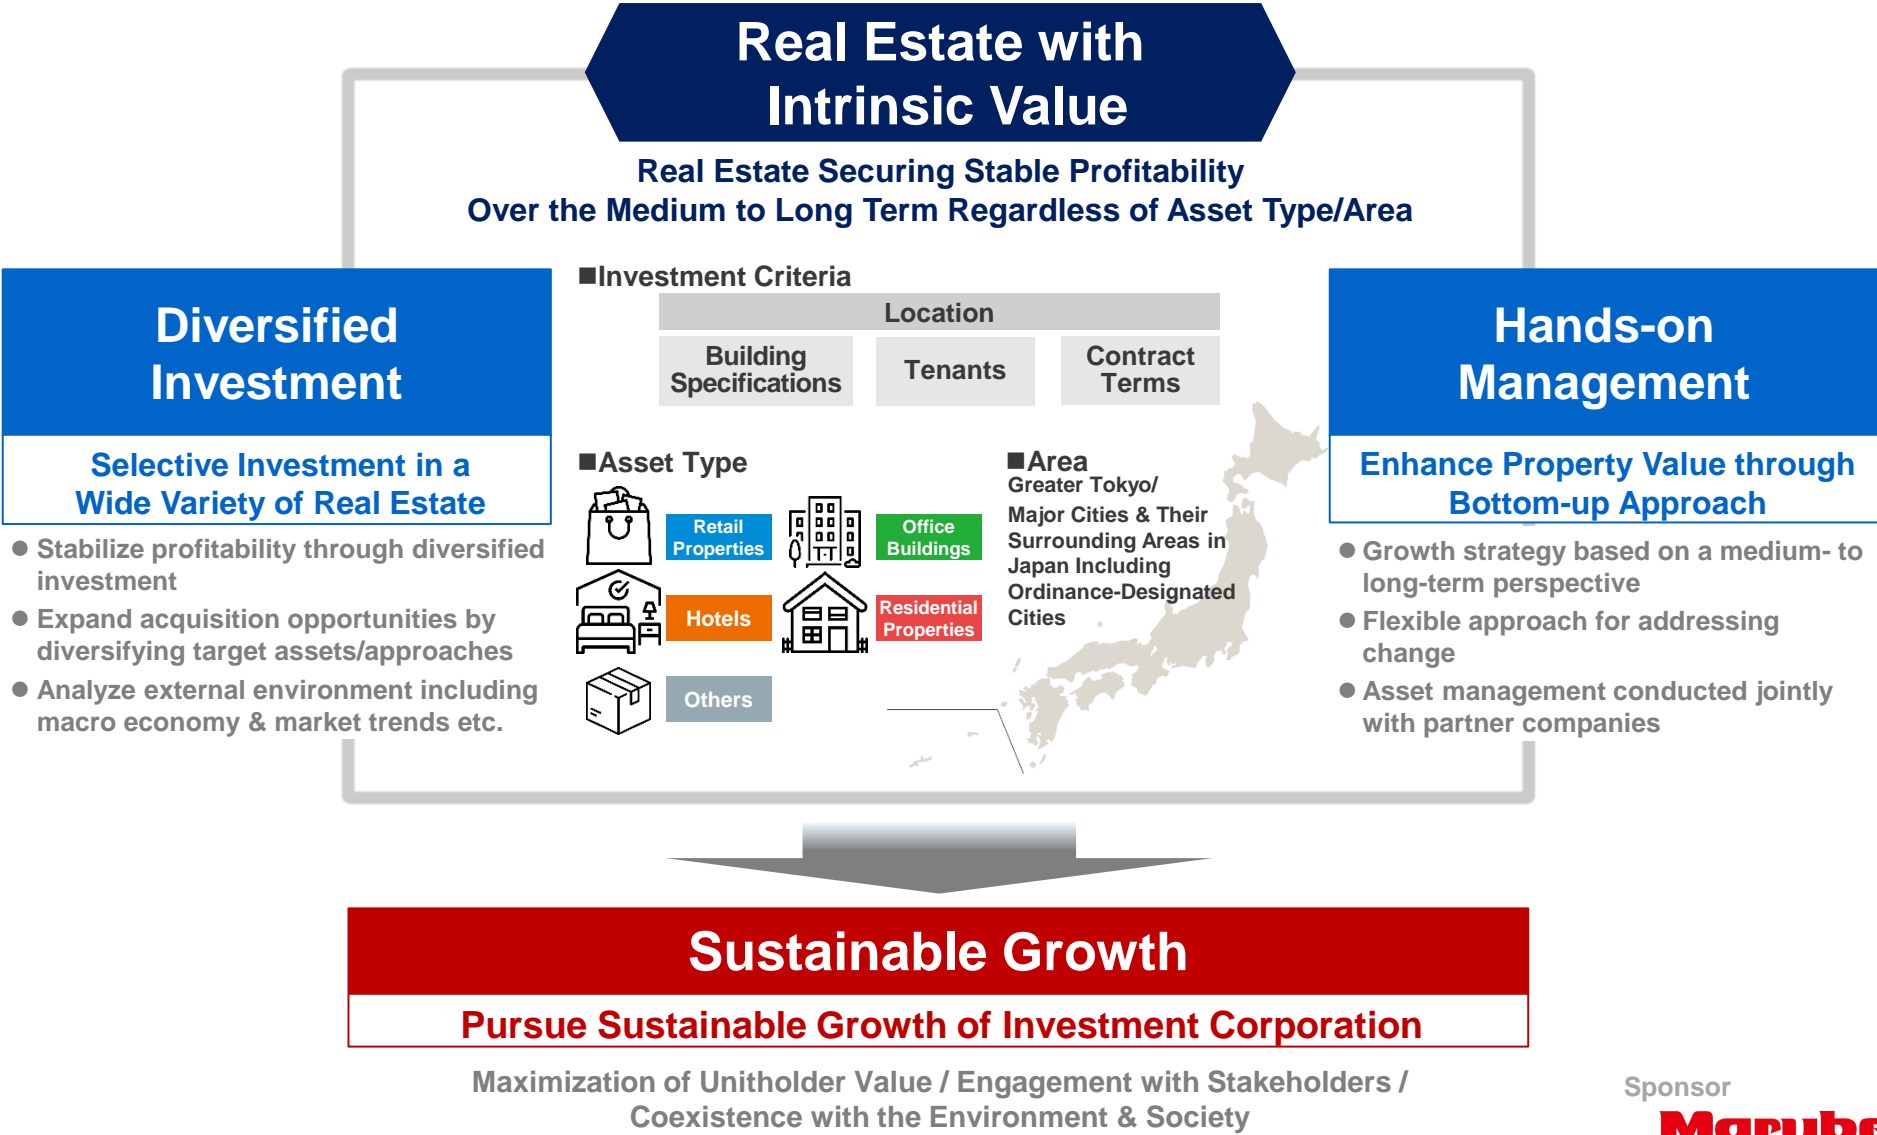 Real Estate with
Intrinsic Value
Real Estate Securing Stable Profitability
Over the Medium to Long Term Regardless of Asset Type/Area
Diversified
Investment
Selective Investment in a
Wide Variety of Real Estate
● Stabilize profitability through diversified
investment
● Expand acquisition opportunities by
diversifying target assets/approaches
● Analyze external environment including
macro economy & market trends etc.
■Investment Criteria
Location
Building
Specifications
Tenants
Contract
Terms
■Asset Type
Retail
Properties
Office
Buildings
Hotels
Residential
Properties
Others
■Area
Greater Tokyo/
Major Cities & Their
Surrounding Areas in
Japan Including
Ordinance-Designated
Cities
Hands-on
Management
Enhance Property Value through
Bottom-up Approach
● Growth strategy based on a medium- to
long-term perspective
● Flexible approach for addressing
change
● Asset management conducted jointly
with partner companies
Sustainable Growth
Pursue Sustainable Growth of Investment Corporation
Maximization of Unitholder Value / Engagement with Stakeholders /
Coexistence with the Environment & Society
Sponsor